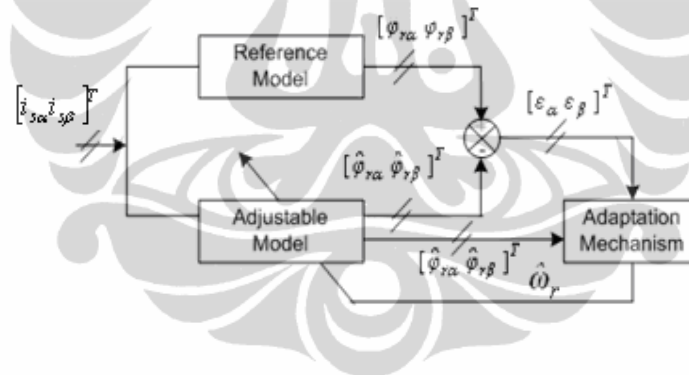 [φ_rα φ_rβ]^T
Reference
Model
[i_sα i_sβ]^T
+
-
[ε_α ε_β]^T
[φ̂_rα φ̂_rβ]^T
Adjustable
Model
Adaptation
Mechanism
[φ̂_rα φ̂_rβ]^T
ω̂_r